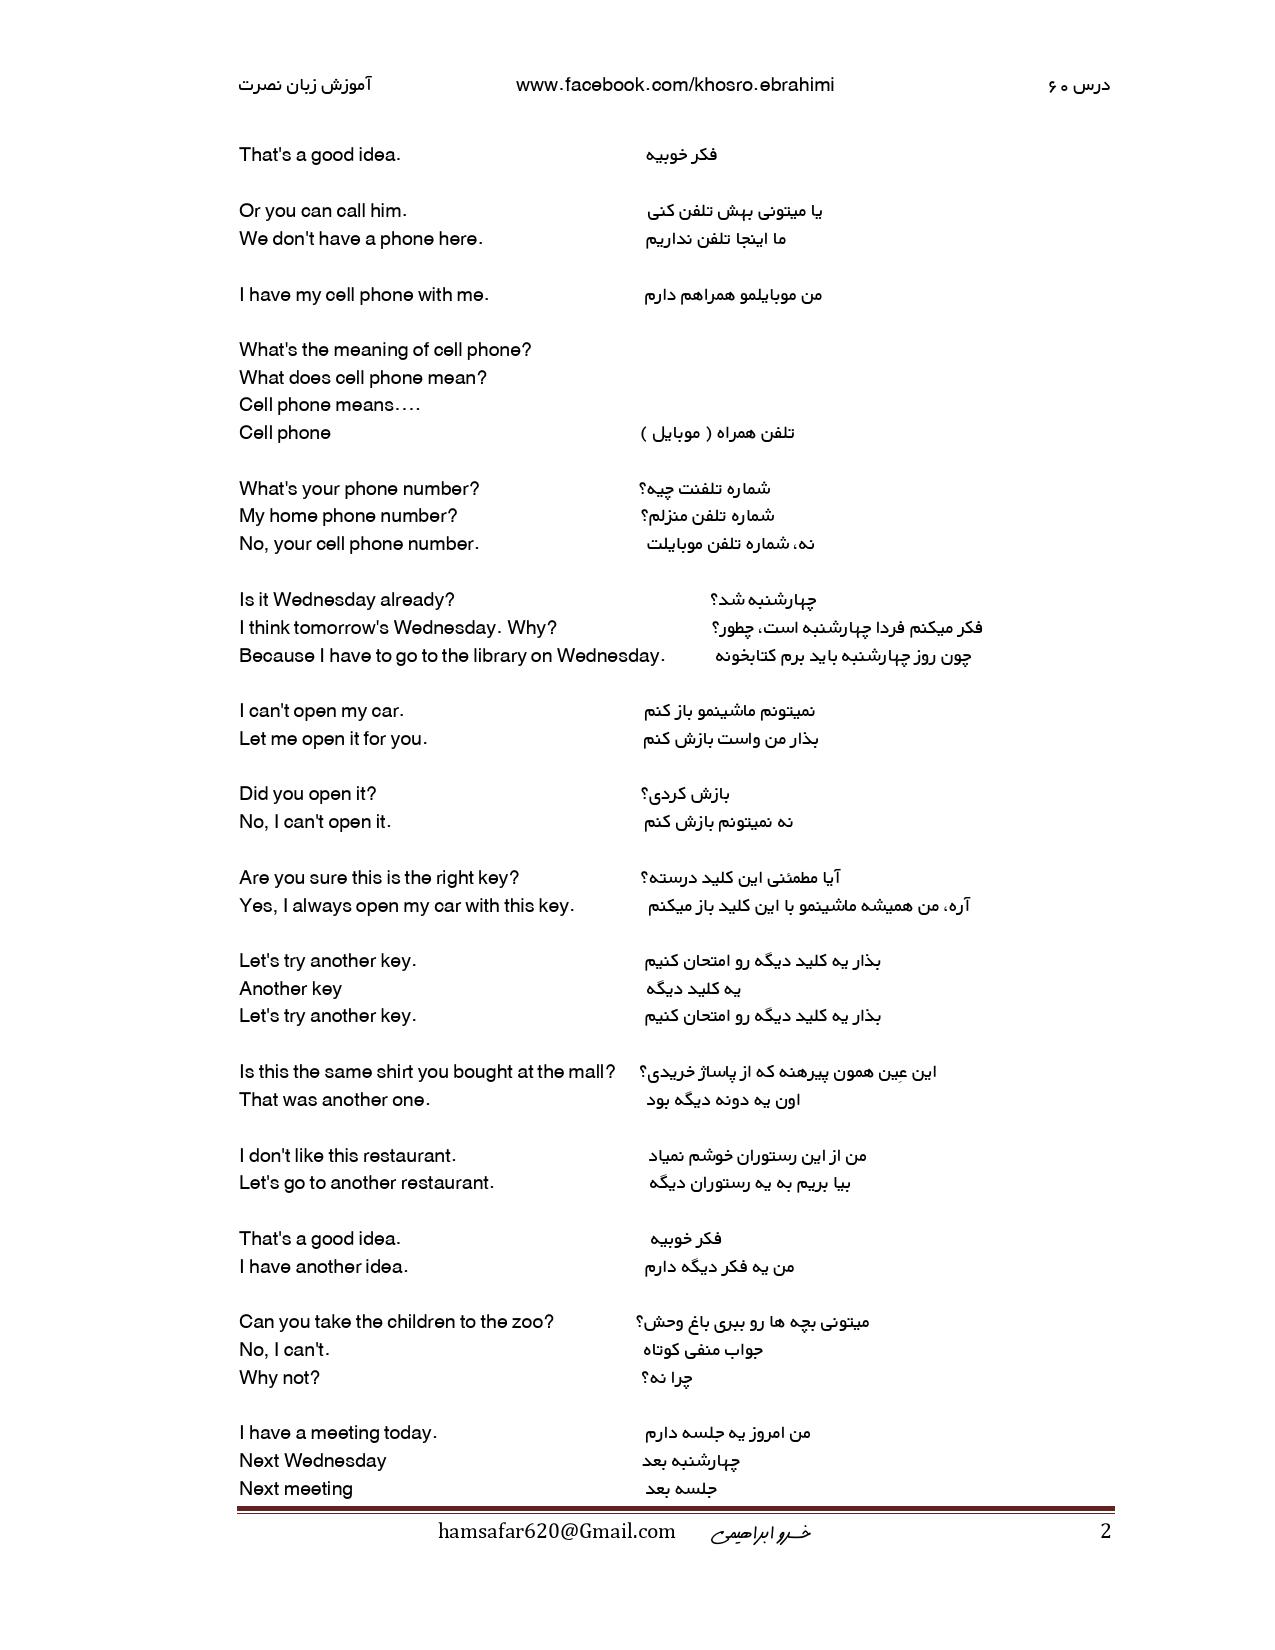 آموزش زبان نصرت www.facebook.com/khosro.ebrahimi درس ۶۰
That's a good idea. فکر خوبیه
Or you can call him. یا میتونی بهش تلفن کنی
We don't have a phone here. ما اینجا تلفن نداریم
I have my cell phone with me. من موبایلمو همراهم دارم
What's the meaning of cell phone?
What does cell phone mean?
Cell phone means....
Cell phone تلفن همراه ( موبایل )
What's your phone number? شماره تلفنت چیه؟
My home phone number? شماره تلفن منزلم؟
No, your cell phone number. نه، شماره تلفن موبایلت
Is it Wednesday already? چهارشنبه شد؟
I think tomorrow's Wednesday. Why? فکر میکنم فردا چهارشنبه است، چطور؟
Because I have to go to the library on Wednesday. چون روز چهارشنبه باید برم کتابخونه
I can't open my car. نمیتونم ماشینمو باز کنم
Let me open it for you. بذار من واست بازش کنم
Did you open it? بازش کردی؟
No, I can't open it. نه نمیتونم بازش کنم
Are you sure this is the right key? آیا مطمئنی این کلید درسته؟
Yes, I always open my car with this key. آره، من همیشه ماشینمو با این کلید باز میکنم
Let's try another key. بذار یه کلید دیگه رو امتحان کنیم
Another key یه کلید دیگه
Let's try another key. بذار یه کلید دیگه رو امتحان کنیم
Is this the same shirt you bought at the mall? این عِین همون پیرهنه که از پاساژ خریدی؟
That was another one. اون یه دونه دیگه بود
I don't like this restaurant. من از این رستوران خوشم نمیاد
Let's go to another restaurant. بیا بریم به یه رستوران دیگه
That's a good idea. فکر خوبیه
I have another idea. من یه فکر دیگه دارم
Can you take the children to the zoo? میتونی بچه ها رو ببری باغ وحش؟
No, I can't. جواب منفی کوتاه
Why not? چرا نه؟
I have a meeting today. من امروز یه جلسه دارم
Next Wednesday چهارشنبه بعد
Next meeting جلسه بعد
hamsafar620@Gmail.com خسرو ابراهیمی 2